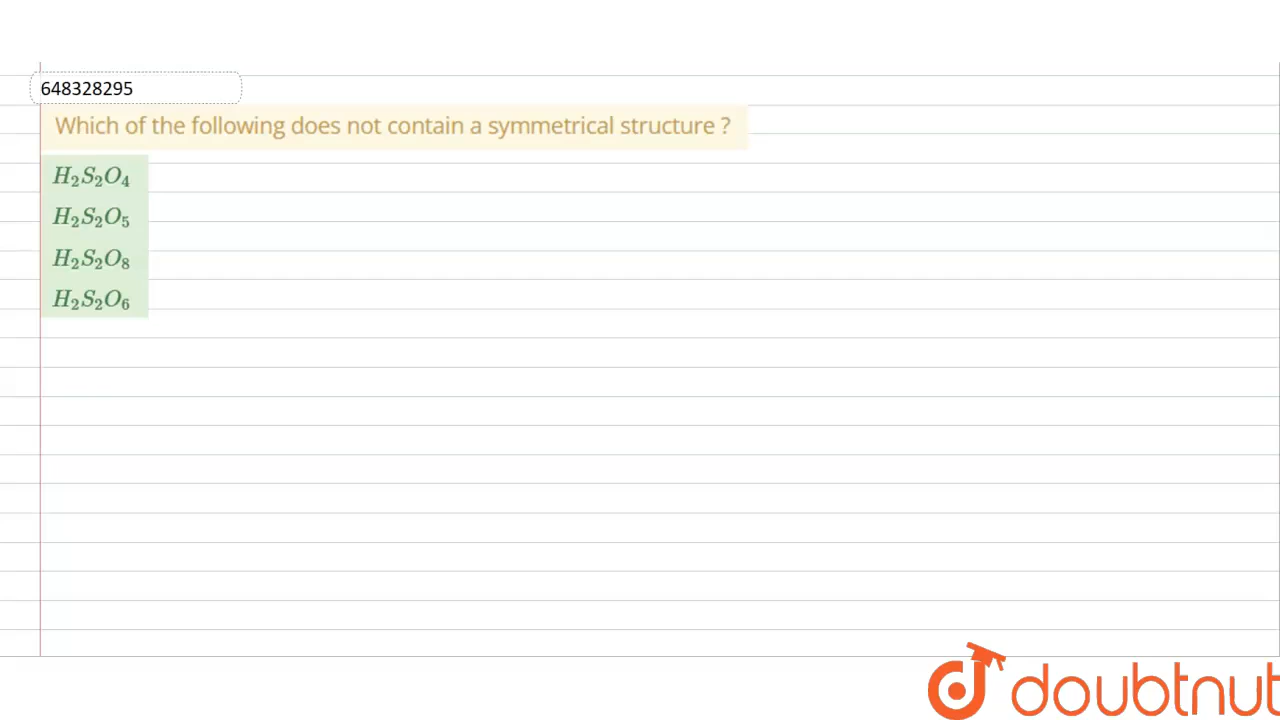 648328295
Which of the following does not contain a symmetrical structure ?
H₂S₂O₄
H₂S₂O₅
H₂S₂O₈
H₂S₂O₆
doubtnut